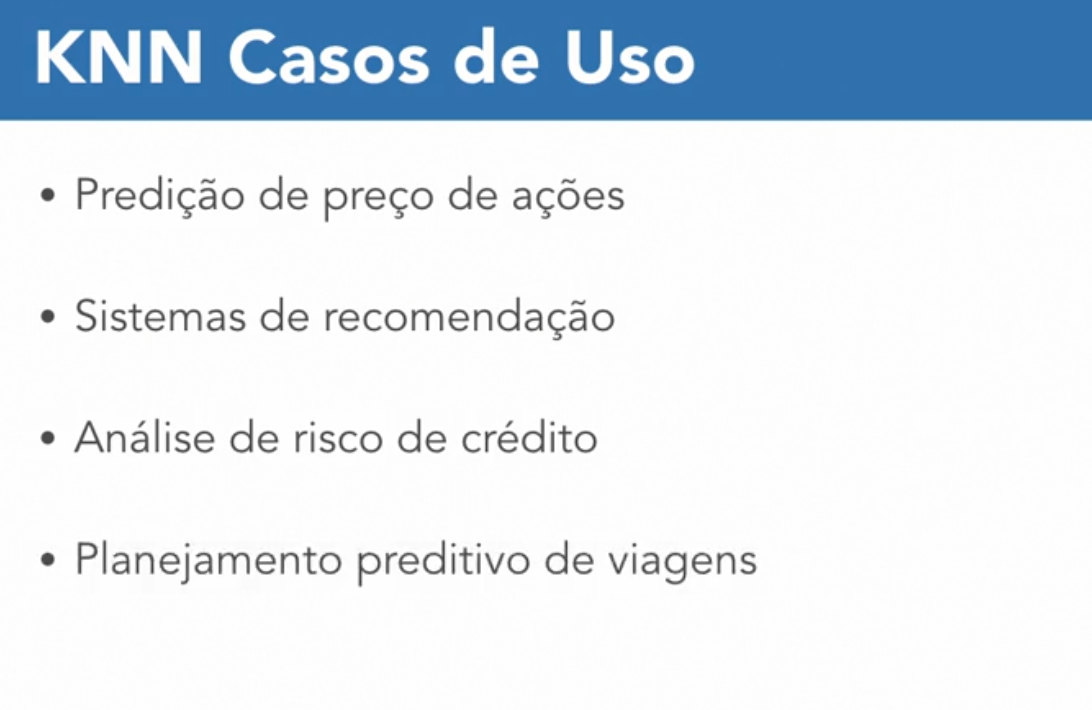 KNN Casos de Uso
• Predição de preço de ações
• Sistemas de recomendação
• Análise de risco de crédito
• Planejamento preditivo de viagens